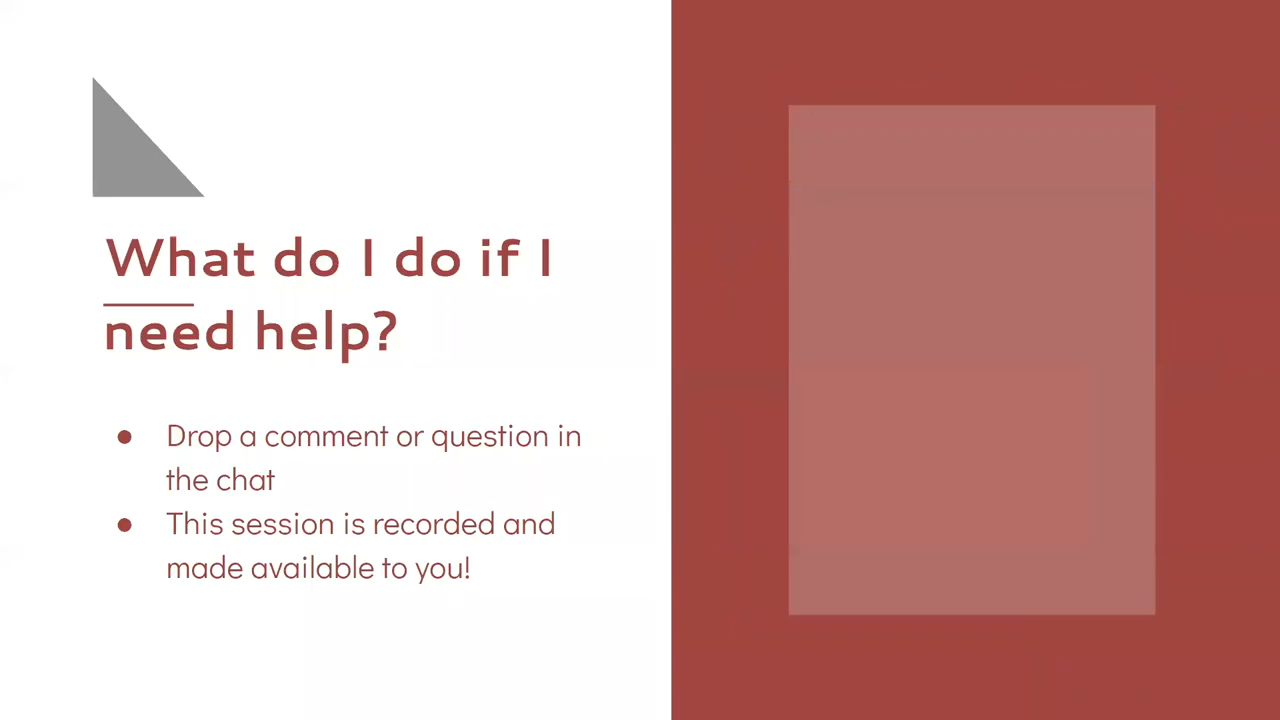 What do I do if I
need help?
● Drop a comment or question in
the chat
● This session is recorded and
made available to you!